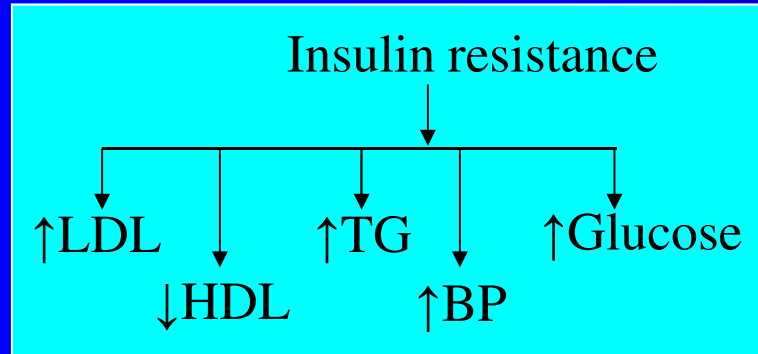 Insulin resistance
↑LDL ↑TG ↑Glucose
↓HDL ↑BP